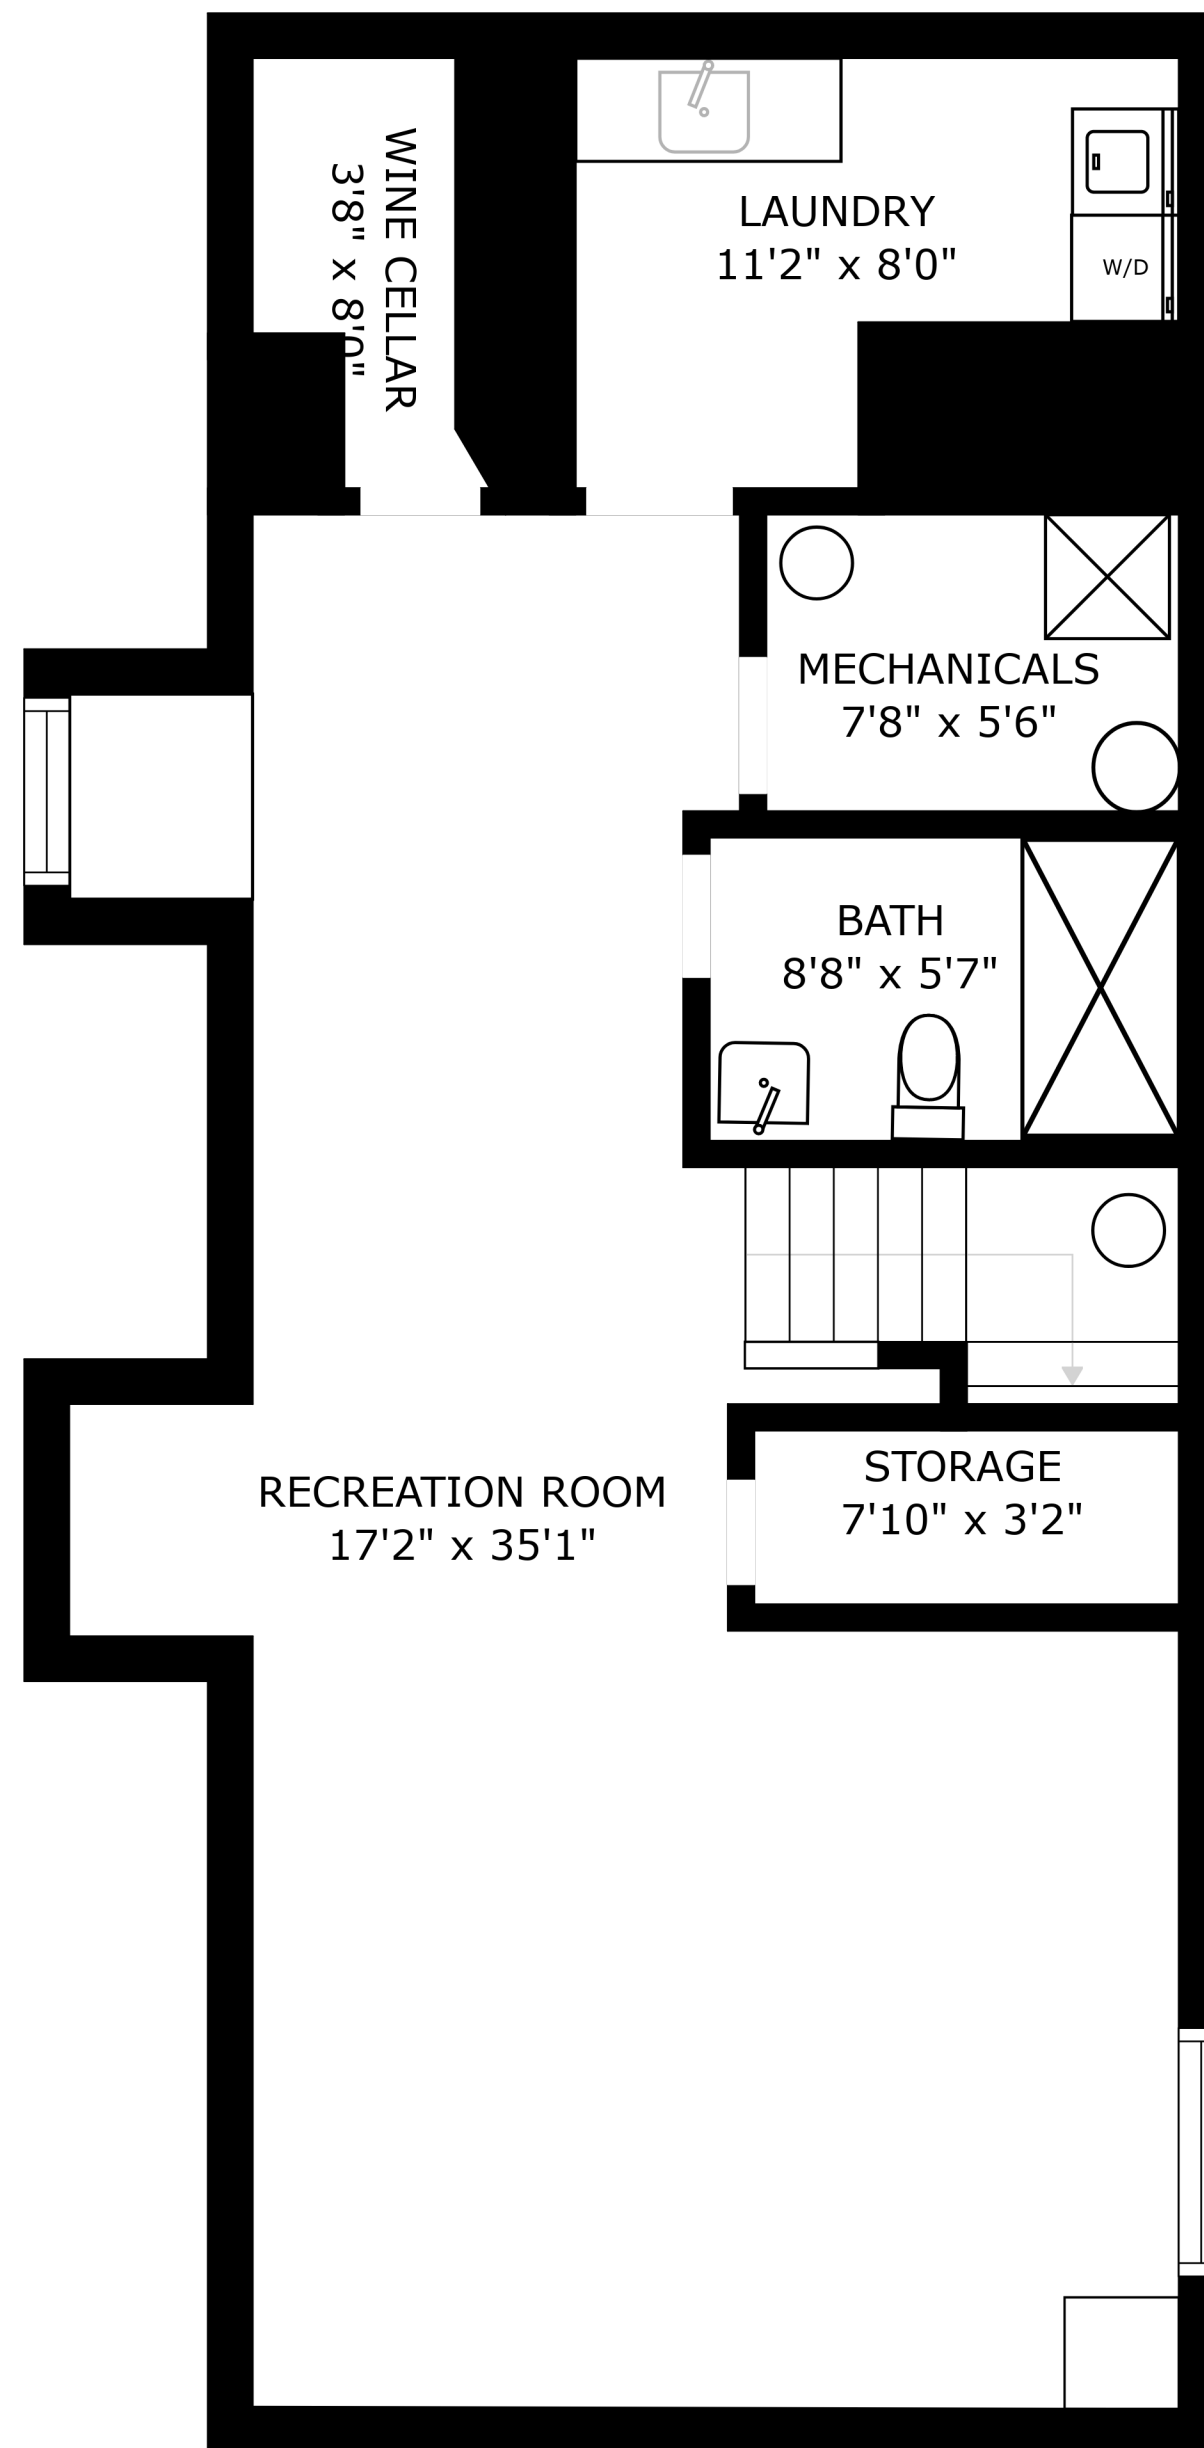 WINE CELLAR
3'8" x 8'0"
LAUNDRY
11'2" x 8'0"
W/D
MECHANICALS
7'8" x 5'6"
BATH
8'8" x 5'7"
RECREATION ROOM
17'2" x 35'1"
STORAGE
7'10" x 3'2"